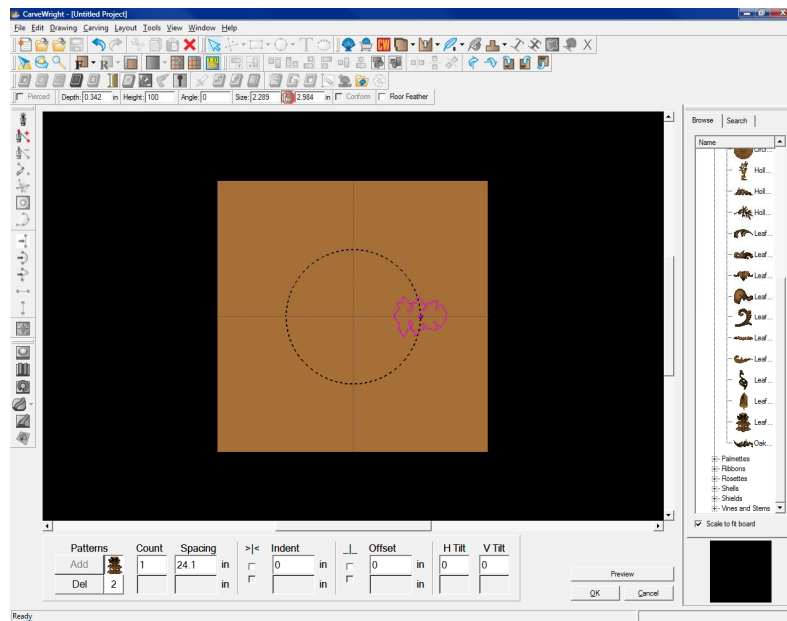 CarveWright - [Untitled Project]
File Edit Drawing Carving Layout Tools View Window Help
CW
Pierced Depth: 0.342 in Height: 100 Angle: 0 Size: 2.289 2.984 in Conform Floor Feather
Browse Search
Name
Circl...
Holl...
Holl...
Holl...
Leaf...
Leaf...
Leaf...
Leaf...
Leaf...
Leaf...
Leaf...
Leaf...
Leaf...
Leaf...
Oak...
Palmettes
Ribbons
Rosettes
Shells
Shields
Vines and Stems
Scale to fit board
Patterns Count Spacing >|< Indent _|_ Offset H Tilt V Tilt
Add 1 24.1 in 0 in 0 in 0 0
Del 2 in in in
Preview
OK Cancel
Ready